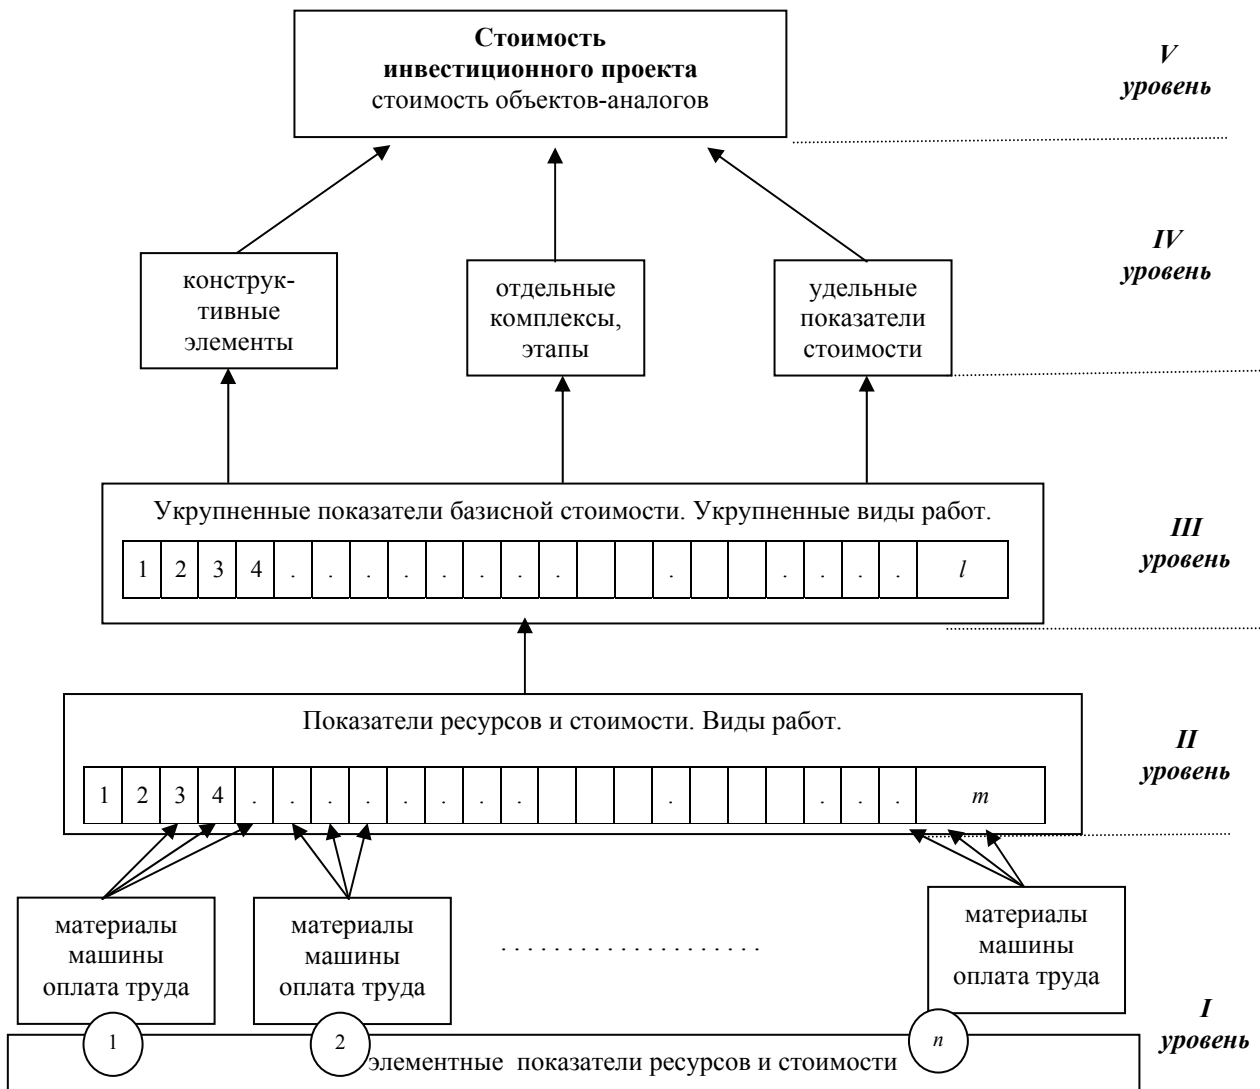 Стоимость
инвестиционного проекта
стоимость объектов-аналогов
V
уровень
IV
уровень
конструк-
тивные
элементы
отдельные
комплексы,
этапы
удельные
показатели
стоимости
Укрупненные показатели базисной стоимости. Укрупненные виды работ.
1 2 3 4 . . . . . . . . . . . . . l
III
уровень
Показатели ресурсов и стоимости. Виды работ.
1 2 3 4 . . . . . . . . . . . . m
II
уровень
материалы
машины
оплата труда
материалы
машины
оплата труда
. . . . . . . . . . . . . . . . . . . .
материалы
машины
оплата труда
I
уровень
1
2
n
элементные показатели ресурсов и стоимости